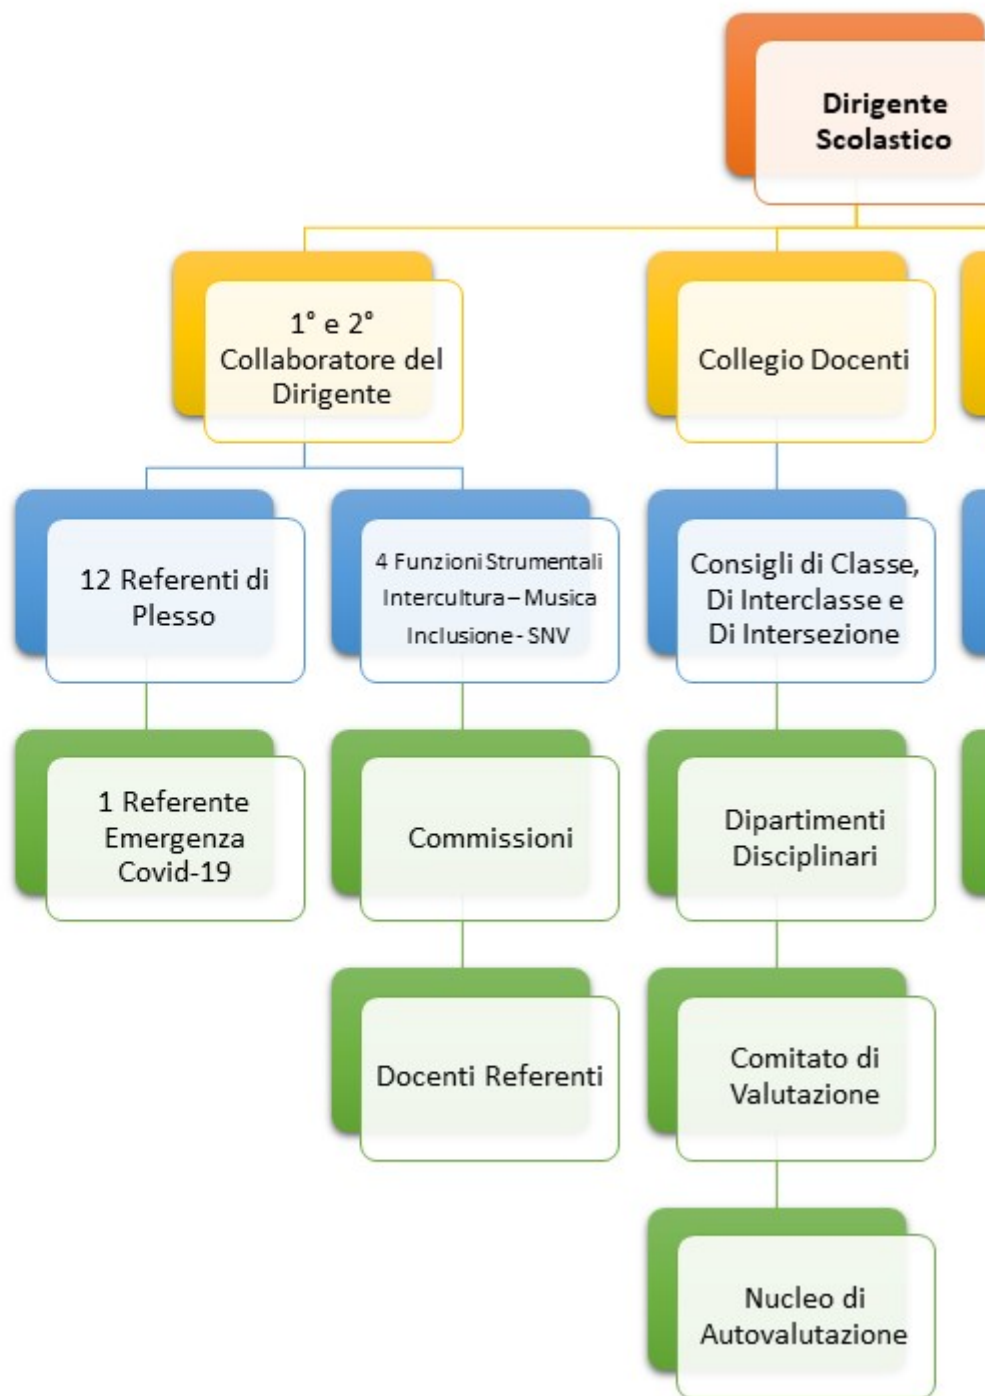 Dirigente
Scolastico
1° e 2°
Collaboratore del
Dirigente
Collegio Docenti
12 Referenti di
Plesso
4 Funzioni Strumentali
Intercultura – Musica
Inclusione - SNV
Consigli di Classe,
Di Interclasse e
Di Intersezione
1 Referente
Emergenza
Covid-19
Commissioni
Dipartimenti
Disciplinari
Docenti Referenti
Comitato di
Valutazione
Nucleo di
Autovalutazione